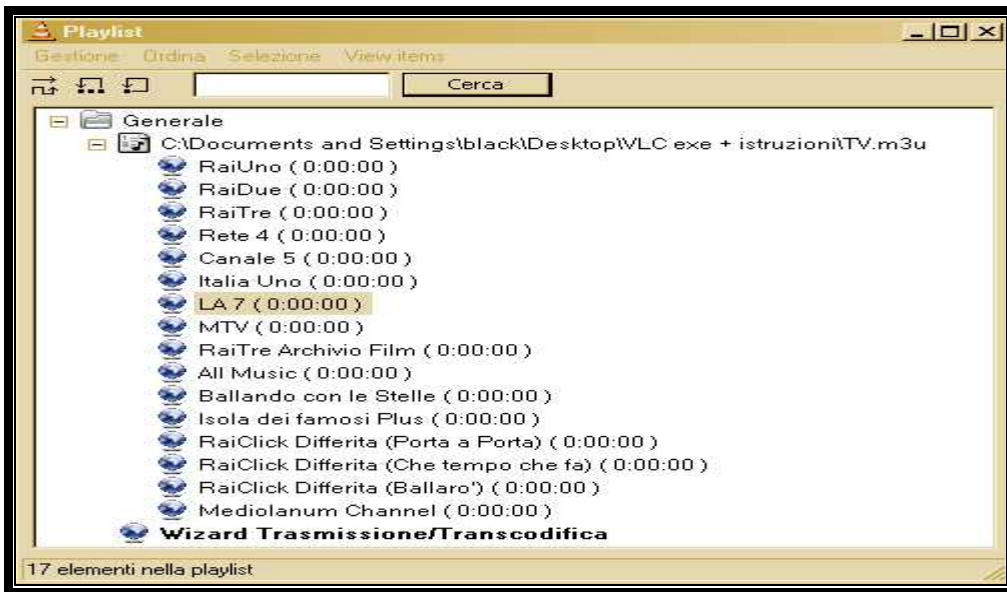 Playlist
Gestione Ordina Selezione View items
Cerca
Generale
C:\Documents and Settings\black\Desktop\VLC exe + istruzioni\TV.m3u
RaiUno ( 0:00:00 )
RaiDue ( 0:00:00 )
RaiTre ( 0:00:00 )
Rete 4 ( 0:00:00 )
Canale 5 ( 0:00:00 )
Italia Uno ( 0:00:00 )
LA 7 ( 0:00:00 )
MTV ( 0:00:00 )
RaiTre Archivio Film ( 0:00:00 )
All Music ( 0:00:00 )
Ballando con le Stelle ( 0:00:00 )
Isola dei famosi Plus ( 0:00:00 )
RaiClick Differita (Porta a Porta) ( 0:00:00 )
RaiClick Differita (Che tempo che fa) ( 0:00:00 )
RaiClick Differita (Ballaro') ( 0:00:00 )
Mediolanum Channel ( 0:00:00 )
Wizard Trasmissione/Transcodifica
17 elementi nella playlist